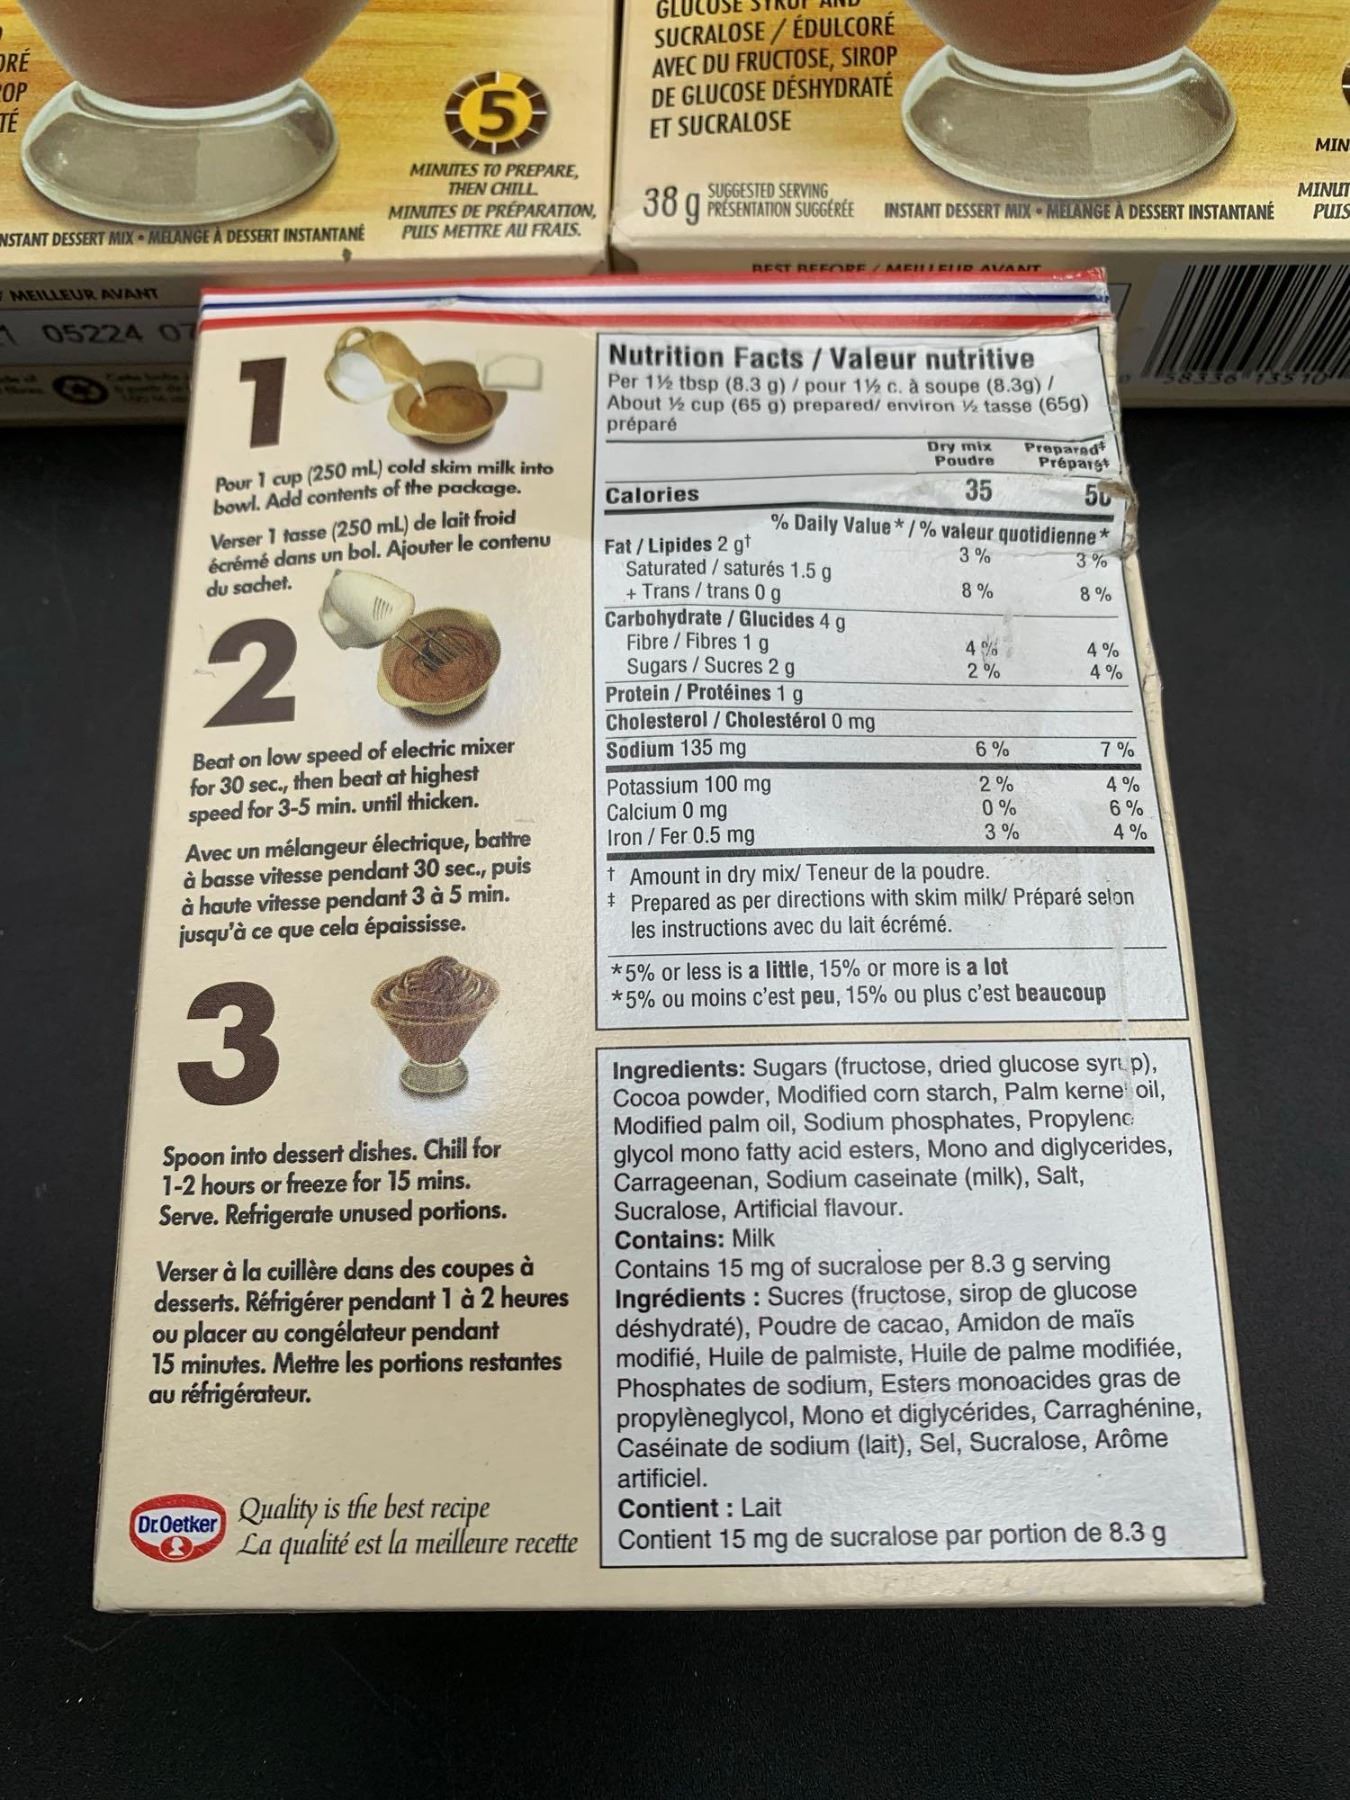 ORÉ
OP
TÉ
5
MINUTES TO PREPARE,
THEN CHILL.
MINUTES DE PRÉPARATION,
PUIS METTRE AU FRAIS.
INSTANT DESSERT MIX • MÉLANGE À DESSERT INSTANTANÉ
MEILLEUR AVANT
05224 07
GLUCOSE SYRUP AND
SUCRALOSE / ÉDULCORÉ
AVEC DU FRUCTOSE, SIROP
DE GLUCOSE DÉSHYDRATÉ
ET SUCRALOSE
38 g SUGGESTED SERVING
PRÉSENTATION SUGGÉRÉE
INSTANT DESSERT MIX • MÉLANGE À DESSERT INSTANTANÉ
MIN
MINUT
PUIS
BEST BEFORE / MEILLEUR AVANT
58336 13510
1
Pour 1 cup (250 mL) cold skim milk into
bowl. Add contents of the package.
Verser 1 tasse (250 mL) de lait froid
écrémé dans un bol. Ajouter le contenu
du sachet.
2
Beat on low speed of electric mixer
for 30 sec., then beat at highest
speed for 3-5 min. until thicken.
Avec un mélangeur électrique, battre
à basse vitesse pendant 30 sec., puis
à haute vitesse pendant 3 à 5 min.
jusqu'à ce que cela épaississe.
3
Spoon into dessert dishes. Chill for
1-2 hours or freeze for 15 mins.
Serve. Refrigerate unused portions.
Verser à la cuillère dans des coupes à
desserts. Réfrigérer pendant 1 à 2 heures
ou placer au congélateur pendant
15 minutes. Mettre les portions restantes
au réfrigérateur.
Dr.Oetker
Quality is the best recipe
La qualité est la meilleure recette
Nutrition Facts / Valeur nutritive
Per 1½ tbsp (8.3 g) / pour 1½ c. à soupe (8.3g) /
About ½ cup (65 g) prepared/ environ ½ tasse (65g)
préparé
Dry mix Prepared‡
Poudre Préparé‡
Calories 35 50
% Daily Value* / % valeur quotidienne*
Fat / Lipides 2 g† 3 % 3 %
Saturated / saturés 1.5 g
+ Trans / trans 0 g 8 % 8 %
Carbohydrate / Glucides 4 g
Fibre / Fibres 1 g 4 % 4 %
Sugars / Sucres 2 g 2 % 4 %
Protein / Protéines 1 g
Cholesterol / Cholestérol 0 mg
Sodium 135 mg 6 % 7 %
Potassium 100 mg 2 % 4 %
Calcium 0 mg 0 % 6 %
Iron / Fer 0.5 mg 3 % 4 %
† Amount in dry mix/ Teneur de la poudre.
‡ Prepared as per directions with skim milk/ Préparé selon
les instructions avec du lait écrémé.
*5% or less is a little, 15% or more is a lot
*5% ou moins c'est peu, 15% ou plus c'est beaucoup
Ingredients: Sugars (fructose, dried glucose syrup),
Cocoa powder, Modified corn starch, Palm kernel oil,
Modified palm oil, Sodium phosphates, Propylene
glycol mono fatty acid esters, Mono and diglycerides,
Carrageenan, Sodium caseinate (milk), Salt,
Sucralose, Artificial flavour.
Contains: Milk
Contains 15 mg of sucralose per 8.3 g serving
Ingrédients : Sucres (fructose, sirop de glucose
déshydraté), Poudre de cacao, Amidon de maïs
modifié, Huile de palmiste, Huile de palme modifiée,
Phosphates de sodium, Esters monoacides gras de
propylèneglycol, Mono et diglycérides, Carraghénine,
Caséinate de sodium (lait), Sel, Sucralose, Arôme
artificiel.
Contient : Lait
Contient 15 mg de sucralose par portion de 8.3 g